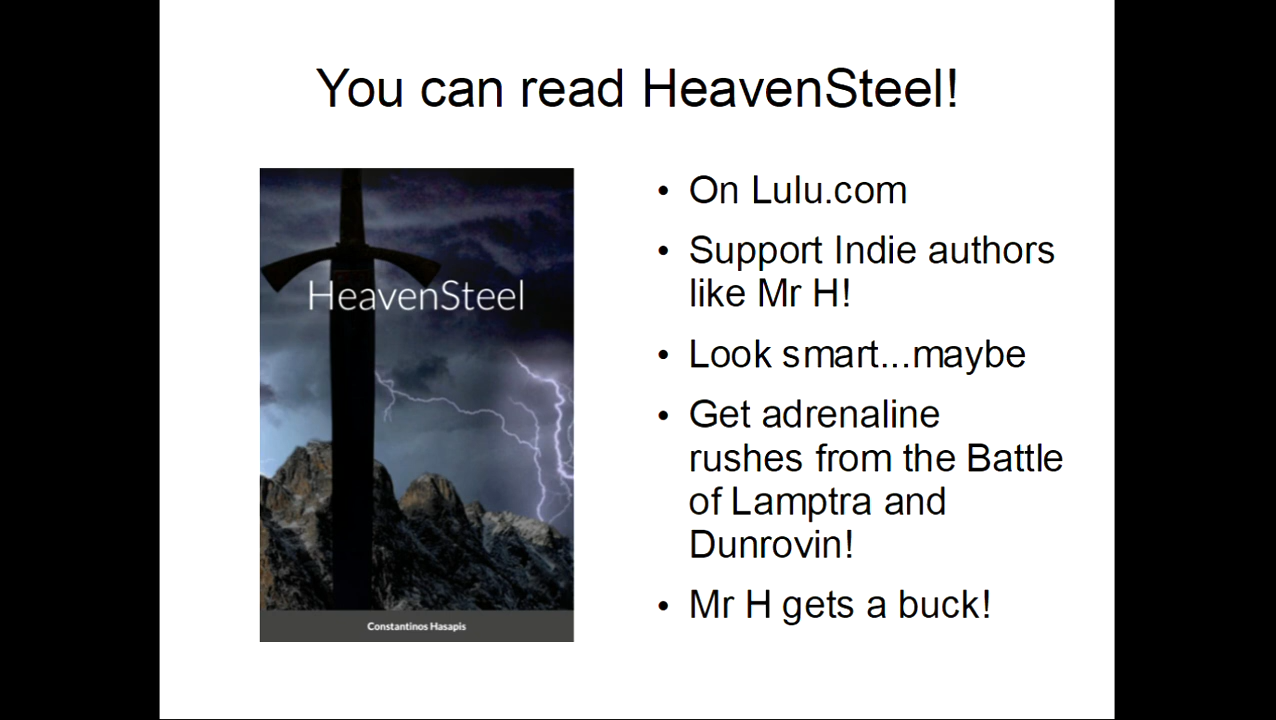 You can read HeavenSteel!
HeavenSteel
Constantinos Hasapis
• On Lulu.com
• Support Indie authors
like Mr H!
• Look smart...maybe
• Get adrenaline
rushes from the Battle
of Lamptra and
Dunrovin!
• Mr H gets a buck!